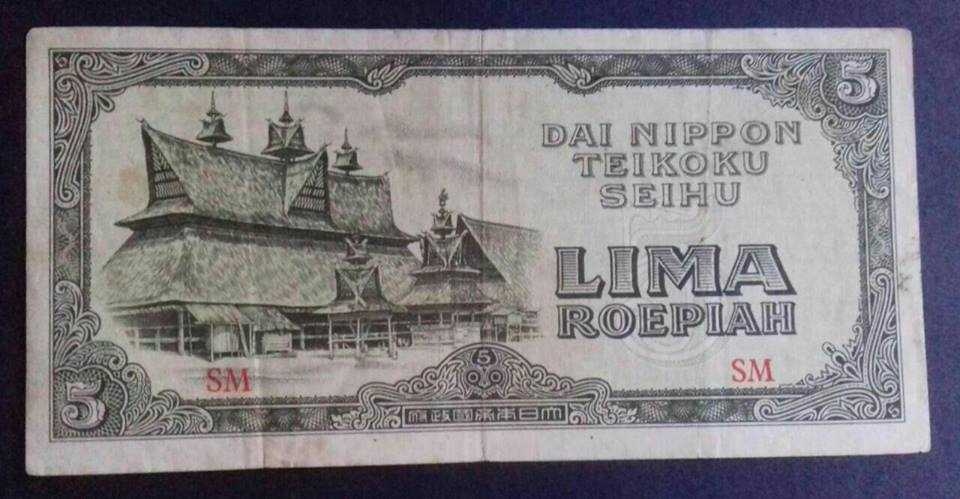 5
DAI NIPPON
TEIKOKU
SEIHU
LIMA
ROEPIAH
SM
SM
5
5
大日本帝國政府